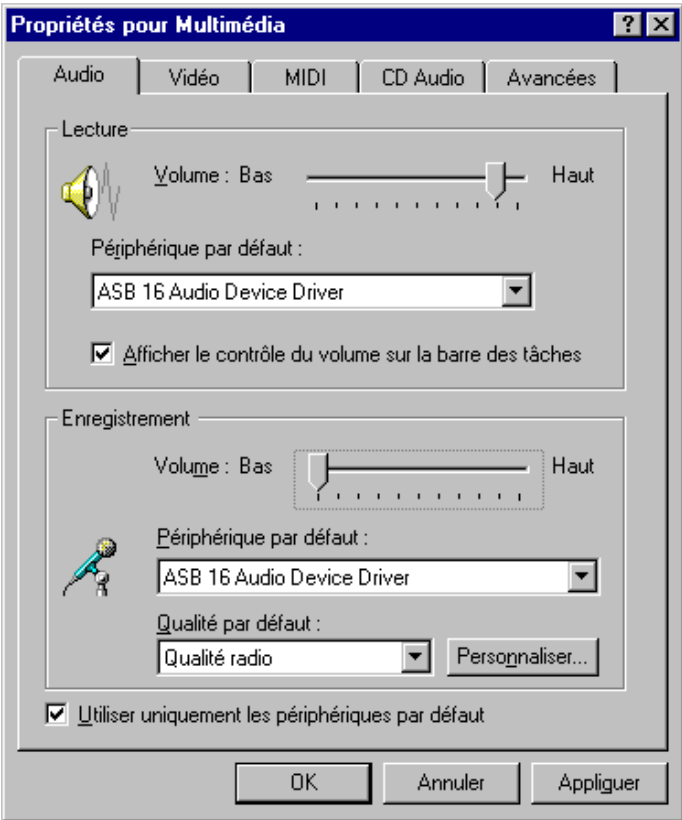 Propriétés pour Multimédia
Audio Vidéo MIDI CD Audio Avancées
Lecture
Volume : Bas Haut
Périphérique par défaut :
ASB 16 Audio Device Driver
Afficher le contrôle du volume sur la barre des tâches
Enregistrement
Volume : Bas Haut
Périphérique par défaut :
ASB 16 Audio Device Driver
Qualité par défaut :
Qualité radio Personnaliser...
Utiliser uniquement les périphériques par défaut
OK Annuler Appliquer